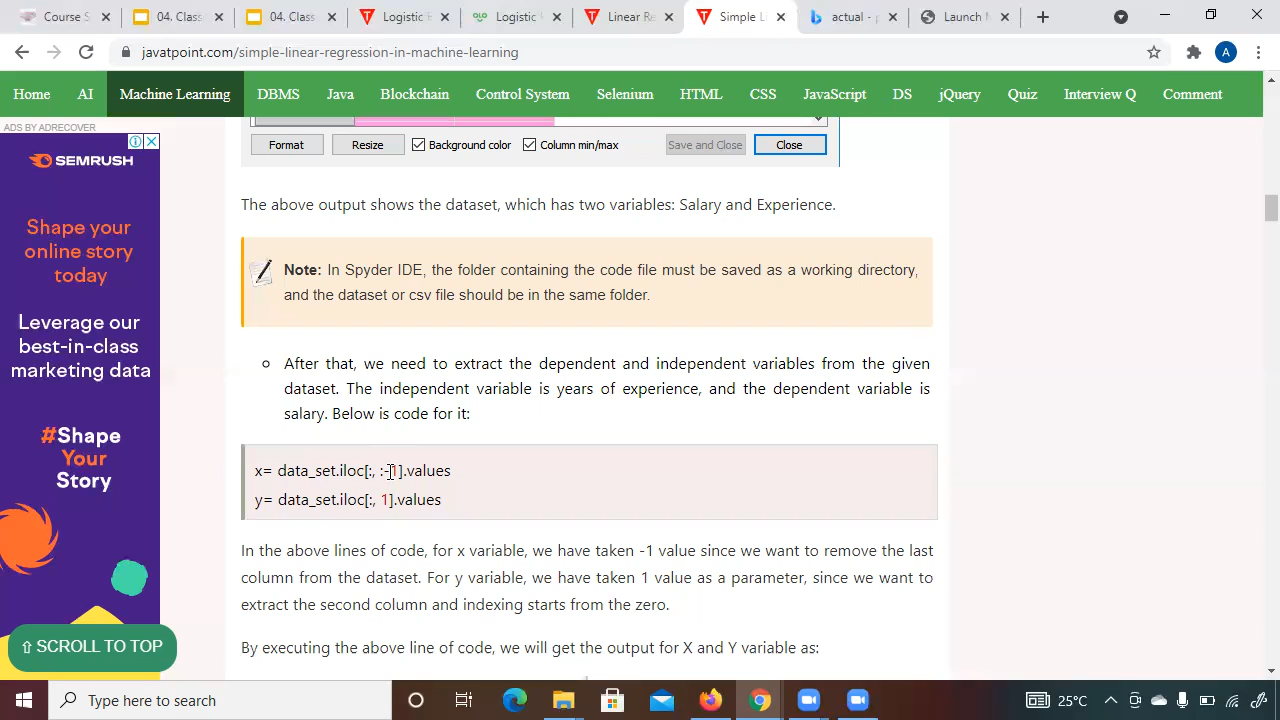 Course S
04. Class
04. Class
Logistic
Logistic
Linear Re
Simple Li
actual - p
Launch M
javatpoint.com/simple-linear-regression-in-machine-learning
A
Home AI Machine Learning DBMS Java Blockchain Control System Selenium HTML CSS JavaScript DS jQuery Quiz Interview Q Comment
ADS BY ADRECOVER
SEMRUSH
Shape your
online story
today
Leverage our
best-in-class
marketing data
#Shape
Your
Story
⇧ SCROLL TO TOP
Format Resize Background color Column min/max Save and Close Close
The above output shows the dataset, which has two variables: Salary and Experience.
Note: In Spyder IDE, the folder containing the code file must be saved as a working directory,
and the dataset or csv file should be in the same folder.
After that, we need to extract the dependent and independent variables from the given
dataset. The independent variable is years of experience, and the dependent variable is
salary. Below is code for it:
x= data_set.iloc[:, :-1].values
y= data_set.iloc[:, 1].values
In the above lines of code, for x variable, we have taken -1 value since we want to remove the last
column from the dataset. For y variable, we have taken 1 value as a parameter, since we want to
extract the second column and indexing starts from the zero.
By executing the above line of code, we will get the output for X and Y variable as:
Type here to search
25°C